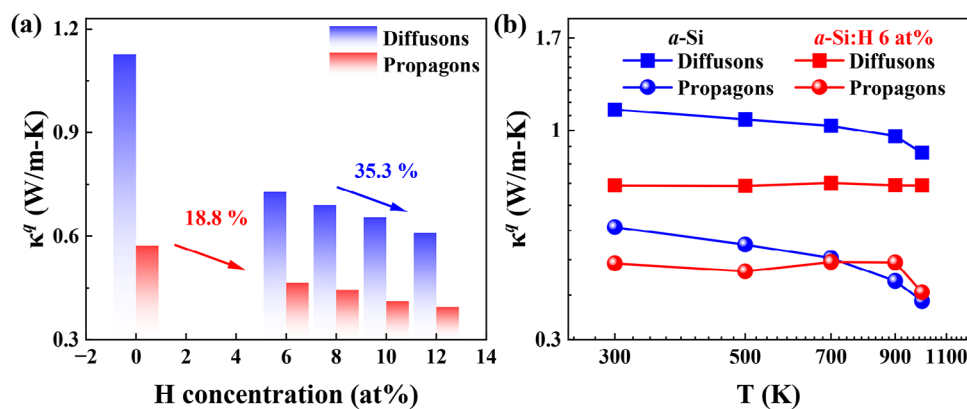 (a)
1.2
0.9
0.6
0.3
κq (W/m-K)
Diffusons
Propagons
18.8 %
35.3 %
−2 0 2 4 6 8 10 12 14
H concentration (at%)
(b)
1.7
1
0.3
κq (W/m-K)
a-Si a-Si:H 6 at%
Diffusons Diffusons
Propagons Propagons
300 500 700 900 1100
T (K)